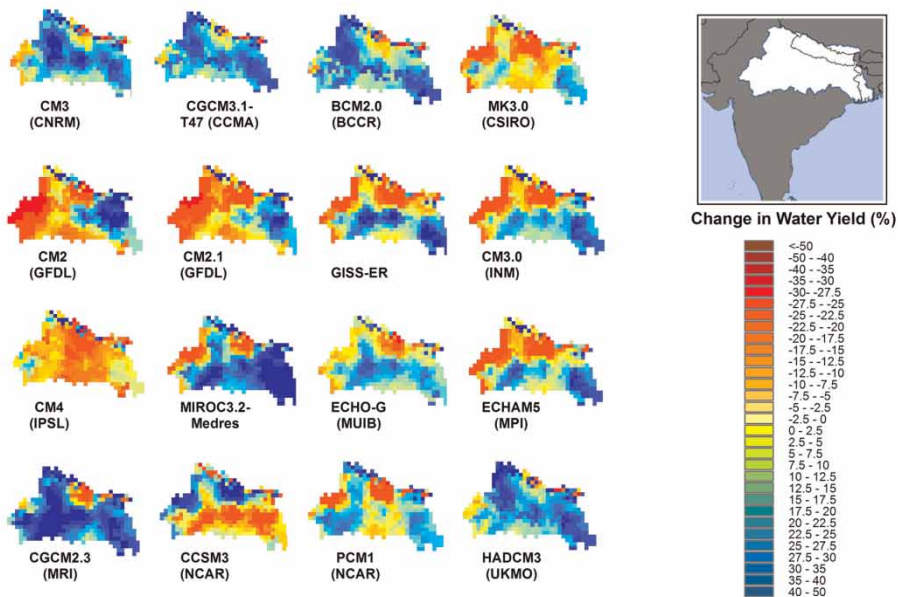 CM3
(CNRM)
CGCM3.1-
T47 (CCMA)
BCM2.0
(BCCR)
MK3.0
(CSIRO)
CM2
(GFDL)
CM2.1
(GFDL)
GISS-ER
CM3.0
(INM)
CM4
(IPSL)
MIROC3.2-
Medres
ECHO-G
(MUIB)
ECHAM5
(MPI)
CGCM2.3
(MRI)
CCSM3
(NCAR)
PCM1
(NCAR)
HADCM3
(UKMO)
Change in Water Yield (%)
<-50
-50 - -40
-40 - -35
-35 - -30
-30- -27.5
-27.5 - -25
-25 - -22.5
-22.5 - -20
-20 - -17.5
-17.5 - -15
-15 - -12.5
-12.5 - -10
-10 - -7.5
-7.5 - -5
-5 - -2.5
-2.5 - 0
0 - 2.5
2.5 - 5
5 - 7.5
7.5 - 10
10 - 12.5
12.5 - 15
15 - 17.5
17.5 - 20
20 - 22.5
22.5 - 25
25 - 27.5
27.5 - 30
30 - 35
35 - 40
40 - 50